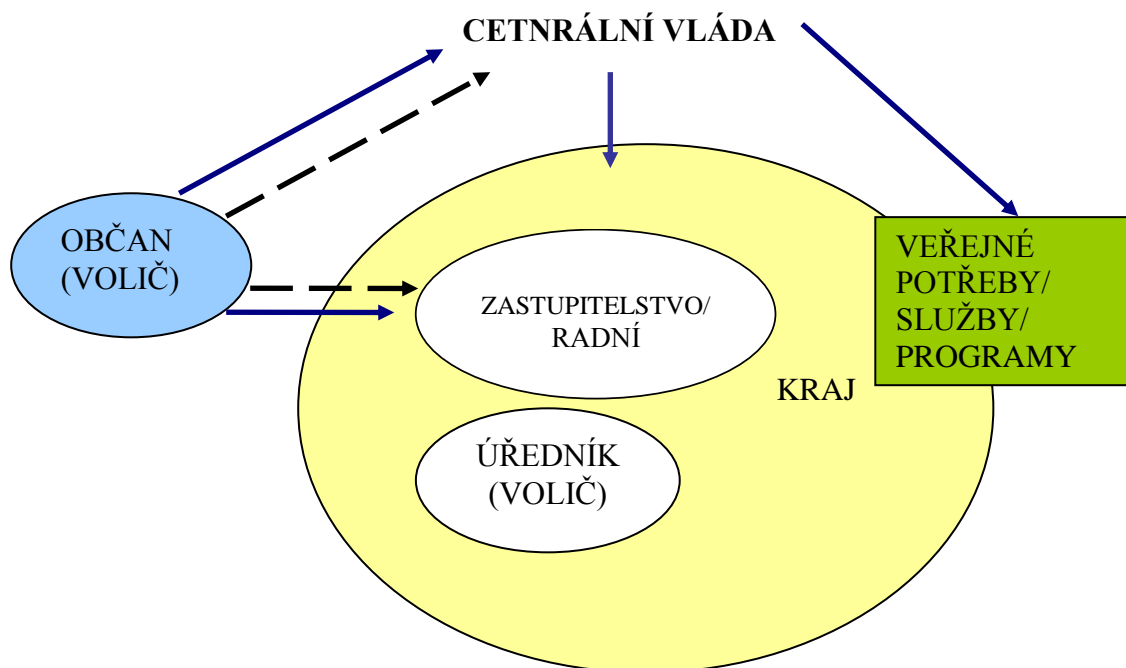 CETNRÁLNÍ VLÁDA
OBČAN
(VOLIČ)
ZASTUPITELSTVO/
RADNÍ
VEŘEJNÉ
POTŘEBY/
SLUŽBY/
PROGRAMY
KRAJ
ÚŘEDNÍK
(VOLIČ)